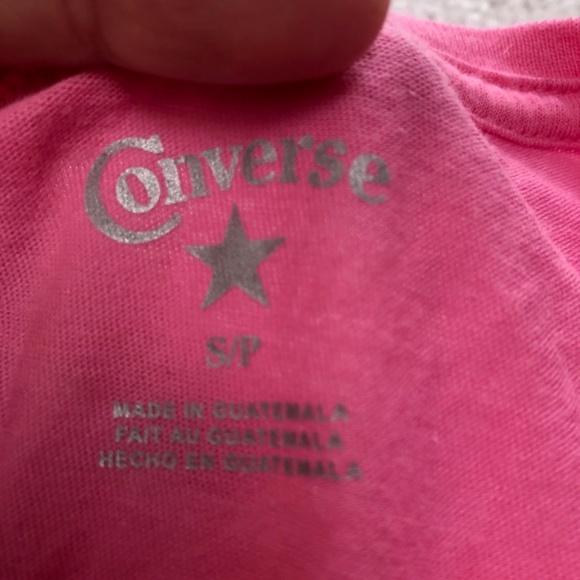 Converse
S/P
MADE IN GUATEMALA
FAIT AU GUATEMALA
HECHO EN GUATEMALA